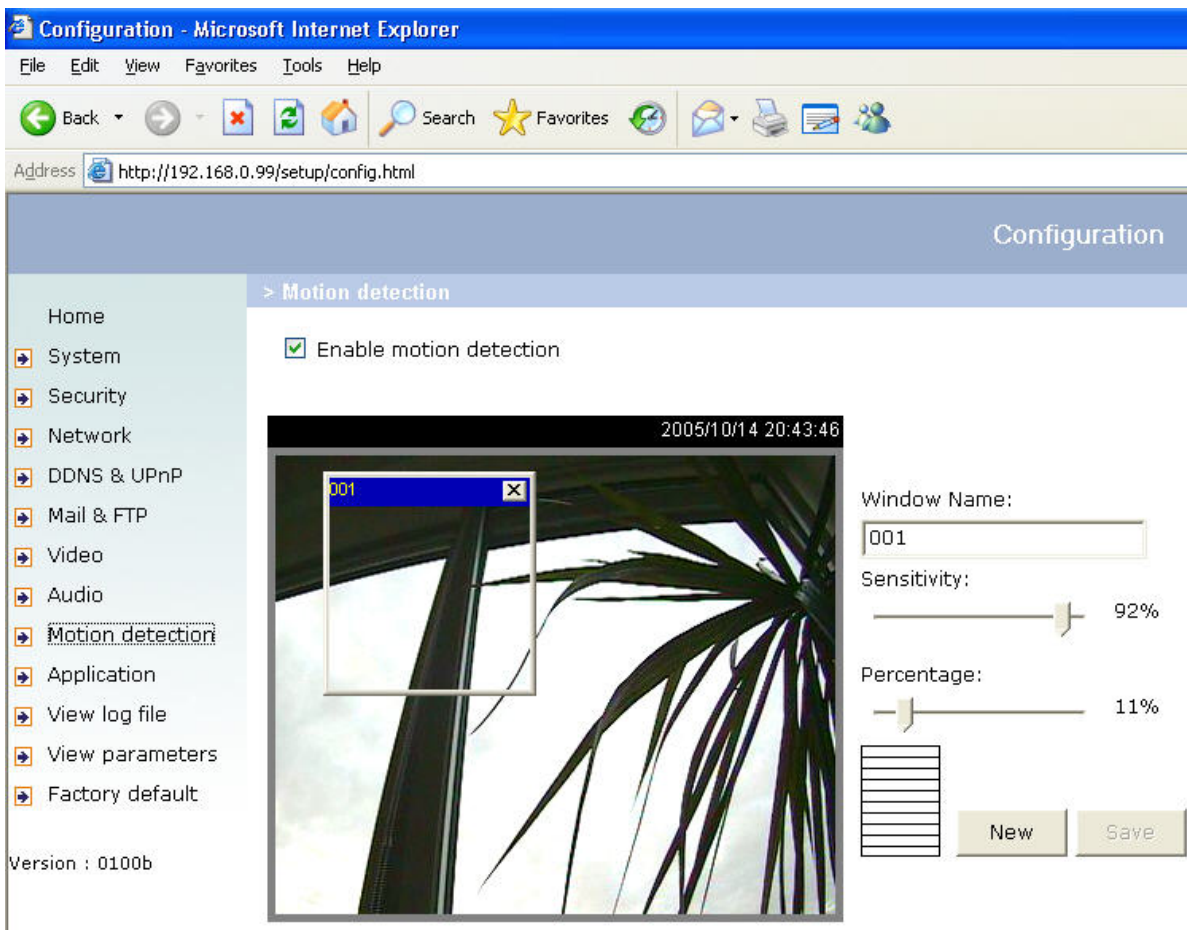 Configuration - Microsoft Internet Explorer
File Edit View Favorites Tools Help
Back Search Favorites
Address http://192.168.0.99/setup/config.html
Configuration
> Motion detection
Home
System
Security
Network
DDNS & UPnP
Mail & FTP
Video
Audio
Motion detection
Application
View log file
View parameters
Factory default
Version : 0100b
Enable motion detection
2005/10/14 20:43:46
001
Window Name:
001
Sensitivity:
92%
Percentage:
11%
New Save